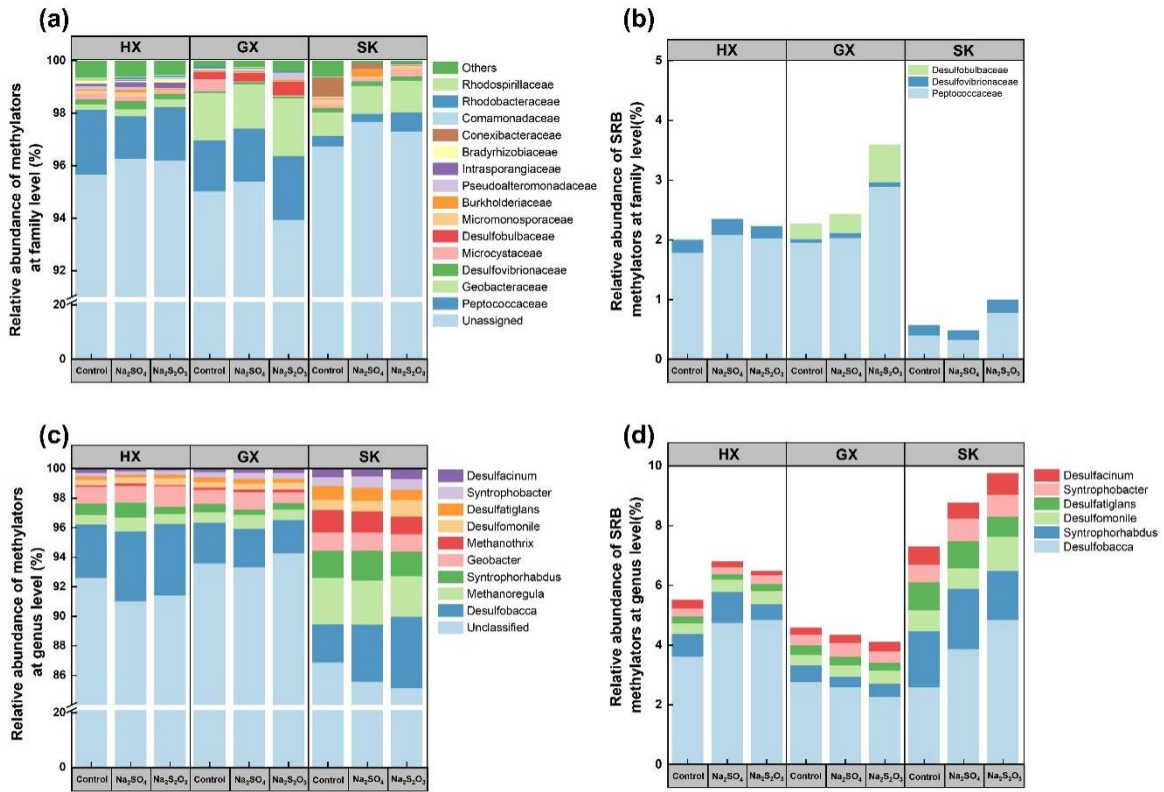 (a)
HX GX SK
Relative abundance of methylators
at family level (%)
100
98
96
94
92
20
0
Control Na₂SO₄ Na₂S₂O₃ Control Na₂SO₄ Na₂S₂O₃ Control Na₂SO₄ Na₂S₂O₃
Others
Rhodospirillaceae
Rhodobacteraceae
Comamonadaceae
Conexibacteraceae
Bradyrhizobiaceae
Intrasporangiaceae
Pseudoalteromonadaceae
Burkholderiaceae
Micromonosporaceae
Desulfobulbaceae
Microcystaceae
Desulfovibrionaceae
Geobacteraceae
Peptococcaceae
Unassigned
(b)
HX GX SK
Relative abundance of SRB
methylators at family level(%)
5
4
3
2
1
0
Desulfobulbaceae
Desulfovibrionaceae
Peptococcaceae
Control Na₂SO₄ Na₂S₂O₃ Control Na₂SO₄ Na₂S₂O₃ Control Na₂SO₄ Na₂S₂O₃
(c)
HX GX SK
Relative abundance of methylators
at genus level (%)
100
98
96
94
92
90
88
86
20
0
Control Na₂SO₄ Na₂S₂O₃ Control Na₂SO₄ Na₂S₂O₃ Control Na₂SO₄ Na₂S₂O₃
Desulfacinum
Syntrophobacter
Desulfatiglans
Desulfomonile
Methanothrix
Geobacter
Syntrophorhabdus
Methanoregula
Desulfobacca
Unclassified
(d)
HX GX SK
Relative abundance of SRB
methylators at genus level (%)
10
8
6
4
2
0
Control Na₂SO₄ Na₂S₂O₃ Control Na₂SO₄ Na₂S₂O₃ Control Na₂SO₄ Na₂S₂O₃
Desulfacinum
Syntrophobacter
Desulfatiglans
Desulfomonile
Syntrophorhabdus
Desulfobacca